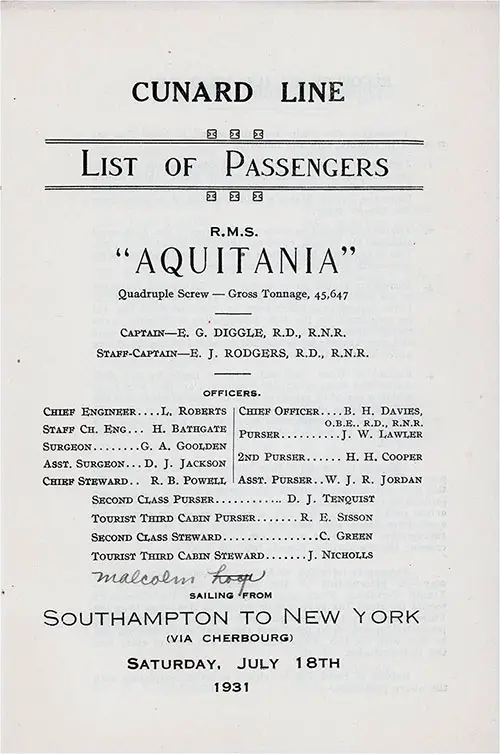 CUNARD LINE
LIST OF PASSENGERS
R.M.S.
"AQUITANIA"
Quadruple Screw — Gross Tonnage, 45,647
CAPTAIN—E. G. DIGGLE, R.D., R.N.R.
STAFF-CAPTAIN—E. J. RODGERS, R.D., R.N.R.
OFFICERS.
CHIEF ENGINEER....L. ROBERTS
STAFF CH. ENG... H. BATHGATE
SURGEON........G. A. GOOLDEN
ASST. SURGEON... D. J. JACKSON
CHIEF STEWARD.. R. B. POWELL
CHIEF OFFICER....B. H. DAVIES,
O.B.E., R.D., R.N.R.
PURSER..........J. W. LAWLER
2ND PURSER...... H. H. COOPER
ASST. PURSER..W. J. R. JORDAN
SECOND CLASS PURSER........... D. J. TENQUIST
TOURIST THIRD CABIN PURSER....... R. E. SISSON
SECOND CLASS STEWARD...............C. GREEN
TOURIST THIRD CABIN STEWARD.......J. NICHOLLS
malcolm
SAILING FROM
SOUTHAMPTON TO NEW YORK
(VIA CHERBOURG)
SATURDAY, JULY 18TH
1931